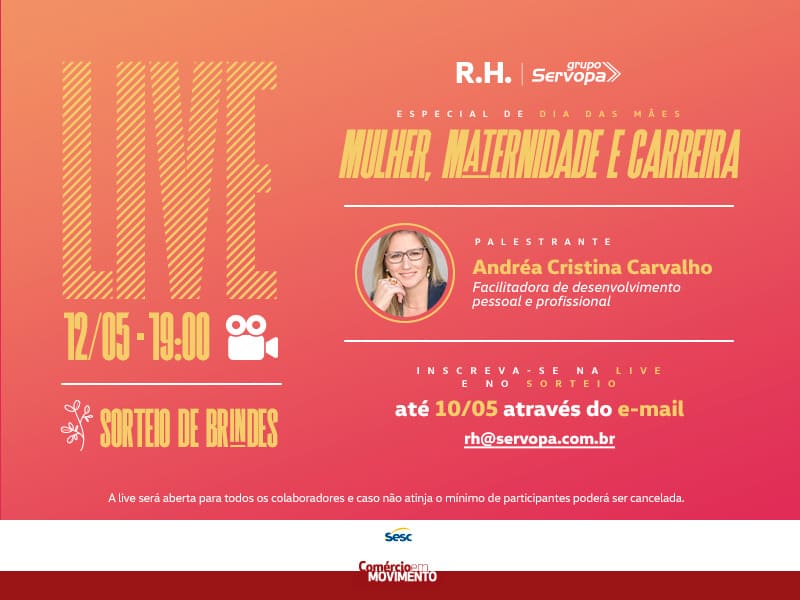 LIVE
12/05 - 19:00
SORTEIO DE BRINDES
R.H. | grupo Servopa
ESPECIAL DE DIA DAS MÃES
MULHER, MATERNIDADE E CARREIRA
PALESTRANTE
Andréa Cristina Carvalho
Facilitadora de desenvolvimento
pessoal e profissional
INSCREVA-SE NA LIVE
E NO SORTEIO
até 10/05 através do e-mail
rh@servopa.com.br
A live será aberta para todos os colaboradores e caso não atinja o mínimo de participantes poderá ser cancelada.
Sesc
Comércio em
MOVIMENTO